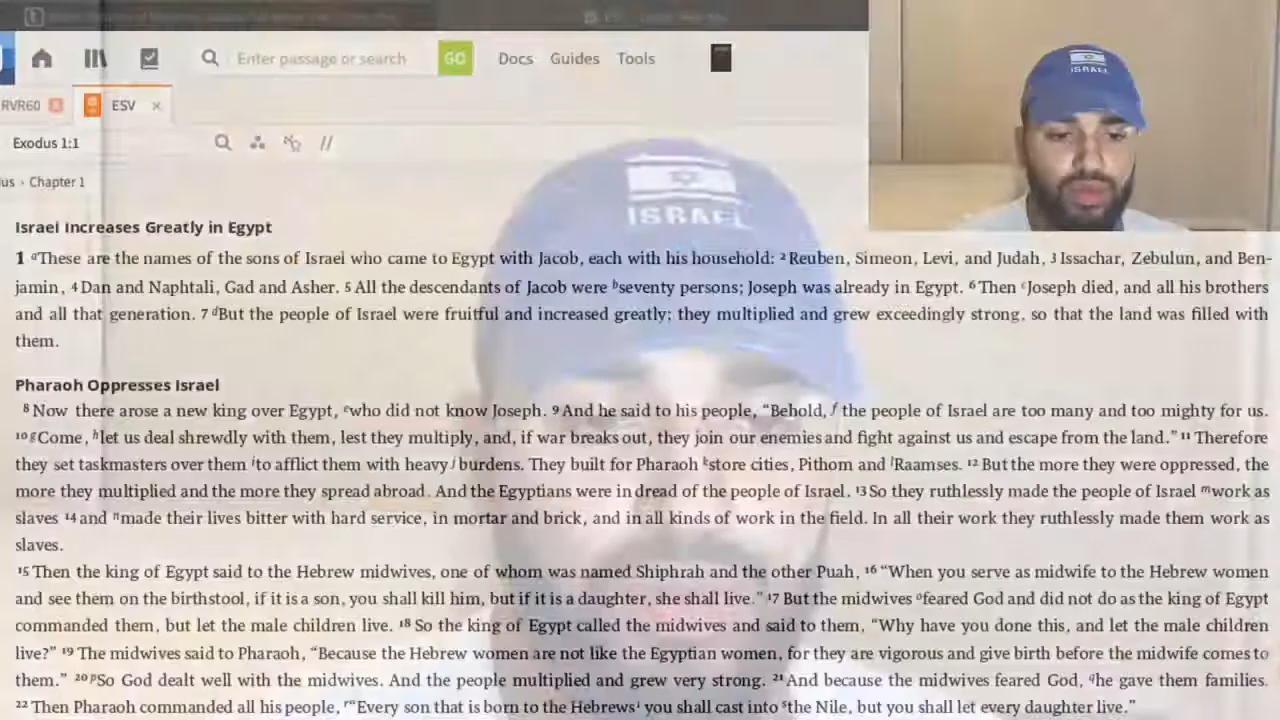 Enter passage or search GO Docs Guides Tools
RVR60 ESV ×
Exodus 1:1
us › Chapter 1
ISRAEL
ISRAEL
Israel Increases Greatly in Egypt
1 ᵃThese are the names of the sons of Israel who came to Egypt with Jacob, each with his household: ² Reuben, Simeon, Levi, and Judah, ³ Issachar, Zebulun, and Ben-
jamin, ⁴ Dan and Naphtali, Gad and Asher. ⁵ All the descendants of Jacob were ᵇseventy persons; Joseph was already in Egypt. ⁶ Then ᶜJoseph died, and all his brothers
and all that generation. ⁷ ᵈBut the people of Israel were fruitful and increased greatly; they multiplied and grew exceedingly strong, so that the land was filled with
them.
Pharaoh Oppresses Israel
⁸ Now there arose a new king over Egypt, ᵉwho did not know Joseph. ⁹ And he said to his people, “Behold, ᶠ the people of Israel are too many and too mighty for us.
¹⁰ ᵍCome, ʰlet us deal shrewdly with them, lest they multiply, and, if war breaks out, they join our enemies and fight against us and escape from the land.” ¹¹ Therefore
they set taskmasters over them ⁱto afflict them with heavy ʲ burdens. They built for Pharaoh ᵏstore cities, Pithom and ˡRaamses. ¹² But the more they were oppressed, the
more they multiplied and the more they spread abroad. And the Egyptians were in dread of the people of Israel. ¹³ So they ruthlessly made the people of Israel ᵐwork as
slaves ¹⁴ and ⁿmade their lives bitter with hard service, in mortar and brick, and in all kinds of work in the field. In all their work they ruthlessly made them work as
slaves.
¹⁵ Then the king of Egypt said to the Hebrew midwives, one of whom was named Shiphrah and the other Puah, ¹⁶ “When you serve as midwife to the Hebrew women
and see them on the birthstool, if it is a son, you shall kill him, but if it is a daughter, she shall live.” ¹⁷ But the midwives ᵒfeared God and did not do as the king of Egypt
commanded them, but let the male children live. ¹⁸ So the king of Egypt called the midwives and said to them, “Why have you done this, and let the male children
live?” ¹⁹ The midwives said to Pharaoh, “Because the Hebrew women are not like the Egyptian women, for they are vigorous and give birth before the midwife comes to
them.” ²⁰ ᵖSo God dealt well with the midwives. And the people multiplied and grew very strong. ²¹ And because the midwives feared God, ᑫhe gave them families.
²² Then Pharaoh commanded all his people, ʳ“Every son that is born to the Hebrews¹ you shall cast into ˢthe Nile, but you shall let every daughter live.”